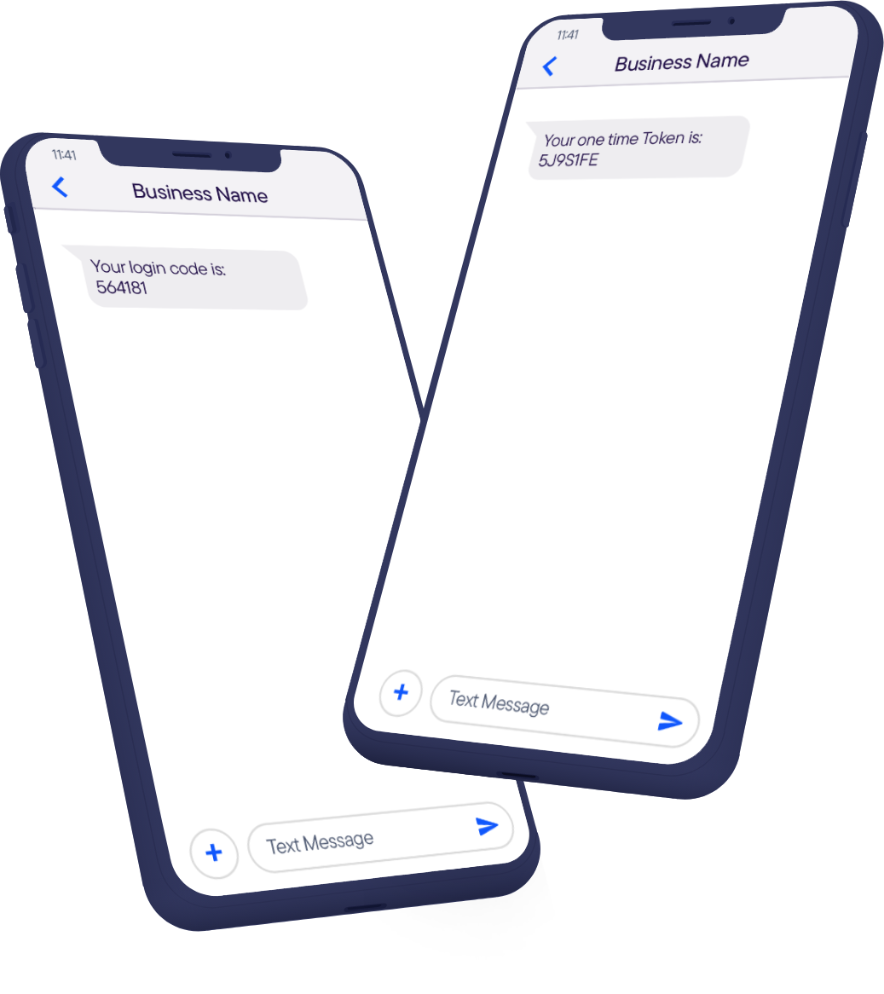 11:41
Business Name
Your login code is:
564181
Text Message
11:41
Business Name
Your one time Token is:
5J9S1FE
Text Message